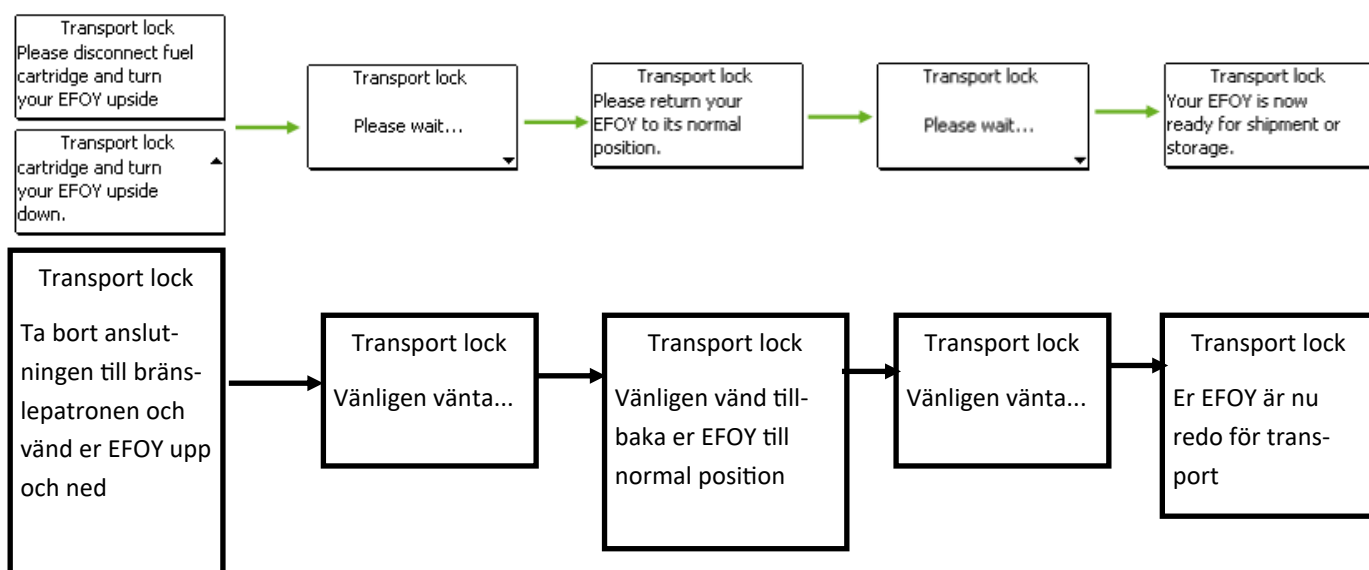 Transport lock
Please disconnect fuel
cartridge and turn
your EFOY upside
Transport lock
cartridge and turn
your EFOY upside
down.
Transport lock
Please wait...
Transport lock
Please return your
EFOY to its normal
position.
Transport lock
Please wait...
Transport lock
Your EFOY is now
ready for shipment or
storage.
Transport lock
Ta bort anslut-
ningen till bräns-
lepatronen och
vänd er EFOY upp
och ned
Transport lock
Vänligen vänta...
Transport lock
Vänligen vänd till-
baka er EFOY till
normal position
Transport lock
Vänligen vänta...
Transport lock
Er EFOY är nu
redo för trans-
port